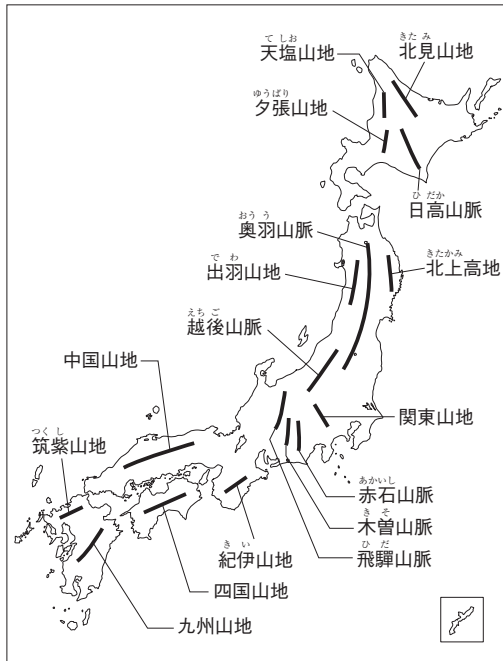 てしお
天塩山地
きたみ
北見山地
ゆうばり
夕張山地
ひだか
日高山脈
おうう
奥羽山脈
でわ
出羽山地
きたかみ
北上高地
えちご
越後山脈
中国山地
関東山地
つくし
筑紫山地
あかいし
赤石山脈
きそ
木曽山脈
ひだ
飛驒山脈
きい
紀伊山地
四国山地
九州山地